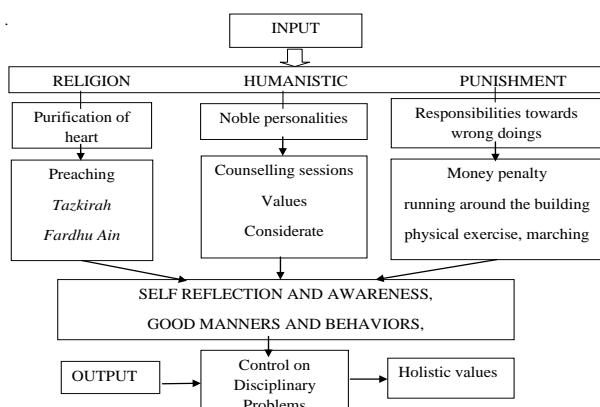 .
INPUT
RELIGION HUMANISTIC PUNISHMENT
Purification of
heart
Noble personalities
Responsibilities towards
wrong doings
Preaching
Tazkirah
Fardhu Ain
Counselling sessions
Values
Considerate
Money penalty
running around the building
physical exercise, marching
SELF REFLECTION AND AWARENESS,
GOOD MANNERS AND BEHAVIORS,
OUTPUT
Control on
Disciplinary
Problems
Holistic values